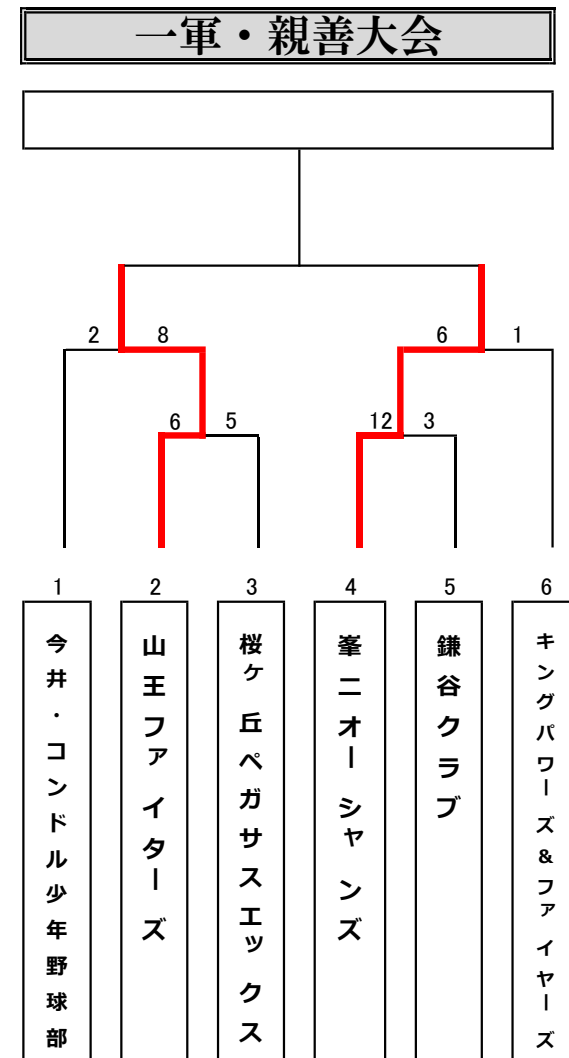 一軍・親善大会
2 8 6 1
6 5 12 3
1 2 3 4 5 6
今井・コンドル少年野球部
山王ファイターズ
桜ケ丘ペガサスエックス
峯二オーシャンズ
鎌谷クラブ
キングパワーズ&ファイヤーズ